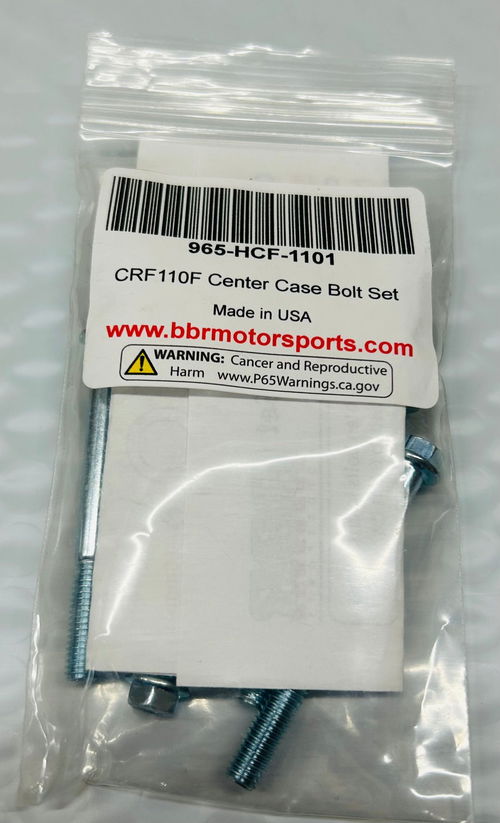 965-HCF-1101
CRF110F Center Case Bolt Set
Made in USA
www.bbrmotorsports.com
WARNING: Cancer and Reproductive
Harm www.P65Warnings.ca.gov